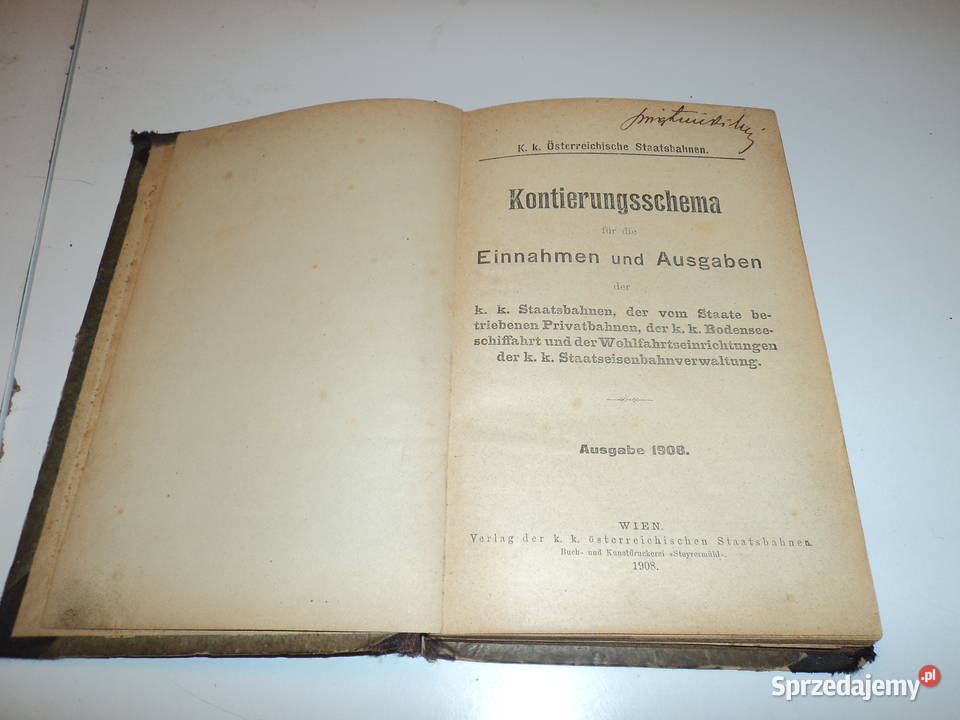 K. k. Österreichische Staatsbahnen.
Kontierungsschema
für die
Einnahmen und Ausgaben
der
k. k. Staatsbahnen, der vom Staate be-
triebenen Privatbahnen, der k. k. Bodensee-
schiffahrt und der Wohlfahrtseinrichtungen
der k. k. Staatseisenbahnverwaltung.
Ausgabe 1908.
WIEN.
Verlag der k. k. österreichischen Staatsbahnen.
Buch- und Kunstdruckerei «Steyrermühl».
1908.
Sprzedajemy.pl